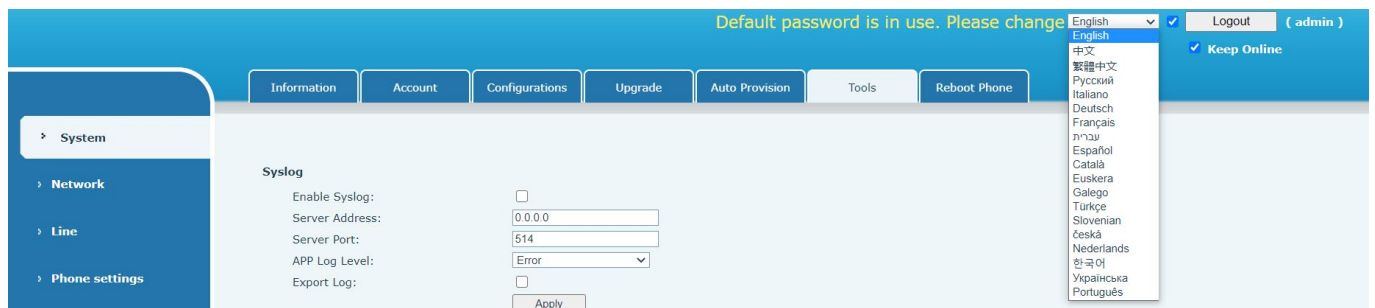 Default password is in use. Please change
English
Logout
( admin )
Keep Online
English
中文
繁體中文
Русский
Italiano
Deutsch
Français
עברית
Español
Català
Euskera
Galego
Türkçe
Slovenian
česká
Nederlands
한국어
Українська
Português
Information
Account
Configurations
Upgrade
Auto Provision
Tools
Reboot Phone
› System
› Network
› Line
› Phone settings
Syslog
Enable Syslog:
Server Address: 0.0.0.0
Server Port: 514
APP Log Level: Error
Export Log:
Apply